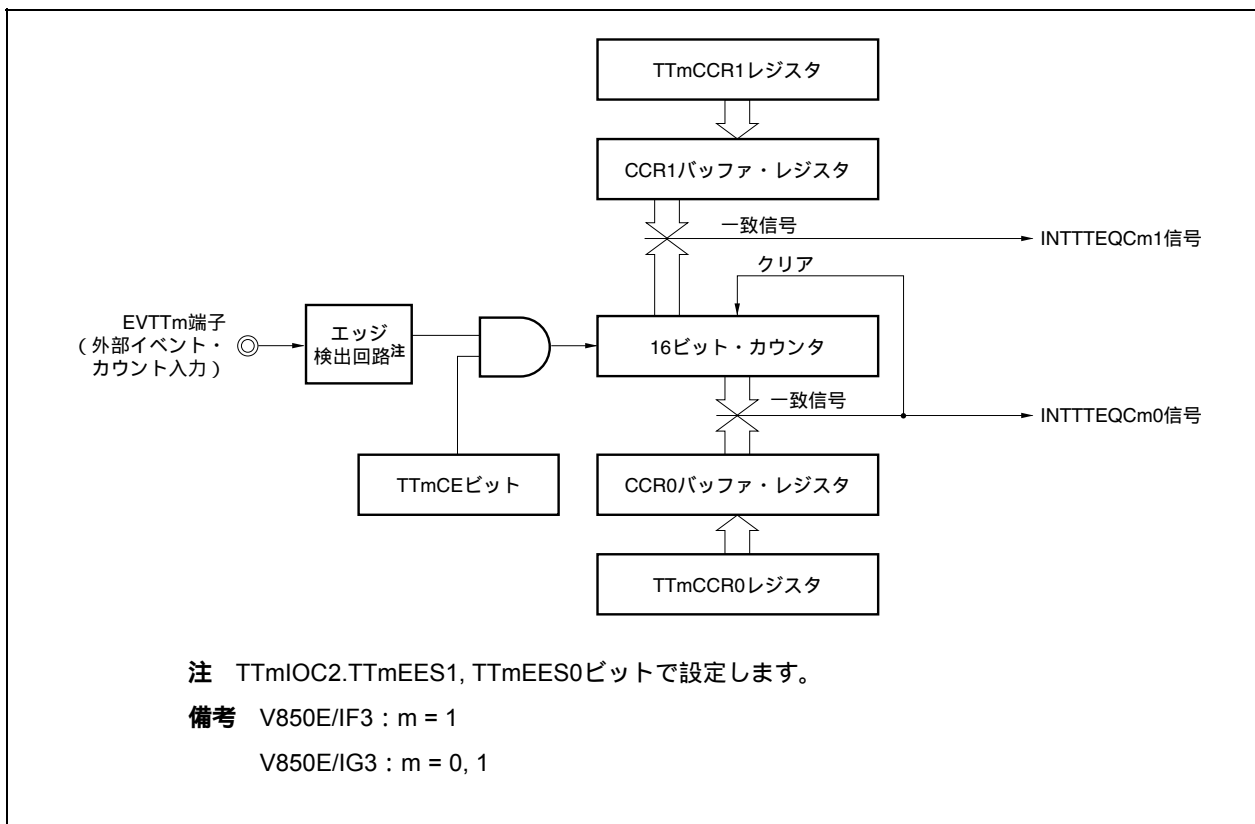 TTmCCR1レジスタ
CCR1バッファ・レジスタ
一致信号
INTTTEQCm1信号
クリア
EVTTm端子
（外部イベント・
カウント入力）
エッジ
検出回路注
16ビット・カウンタ
一致信号
INTTTEQCm0信号
TTmCEビット
CCR0バッファ・レジスタ
TTmCCR0レジスタ
注 TTmIOC2.TTmEES1, TTmEES0ビットで設定します。
備考 V850E/IF3：m = 1
V850E/IG3：m = 0, 1